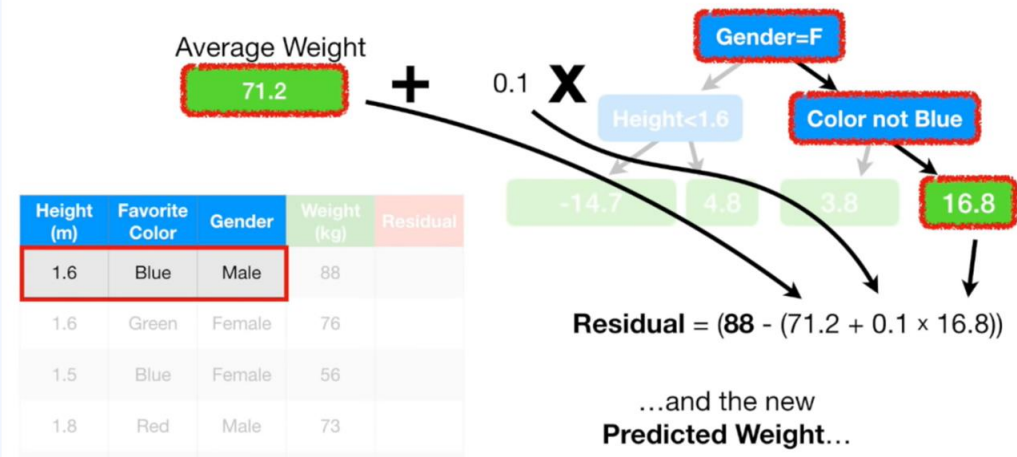 Average Weight
71.2
+
0.1
X
Gender=F
Height<1.6
Color not Blue
-14.7
4.8
3.8
16.8
Height (m) Favorite Color Gender Weight (kg) Residual
1.6 Blue Male 88
1.6 Green Female 76
1.5 Blue Female 56
1.8 Red Male 73
Residual = (88 - (71.2 + 0.1 × 16.8))
…and the new
Predicted Weight…